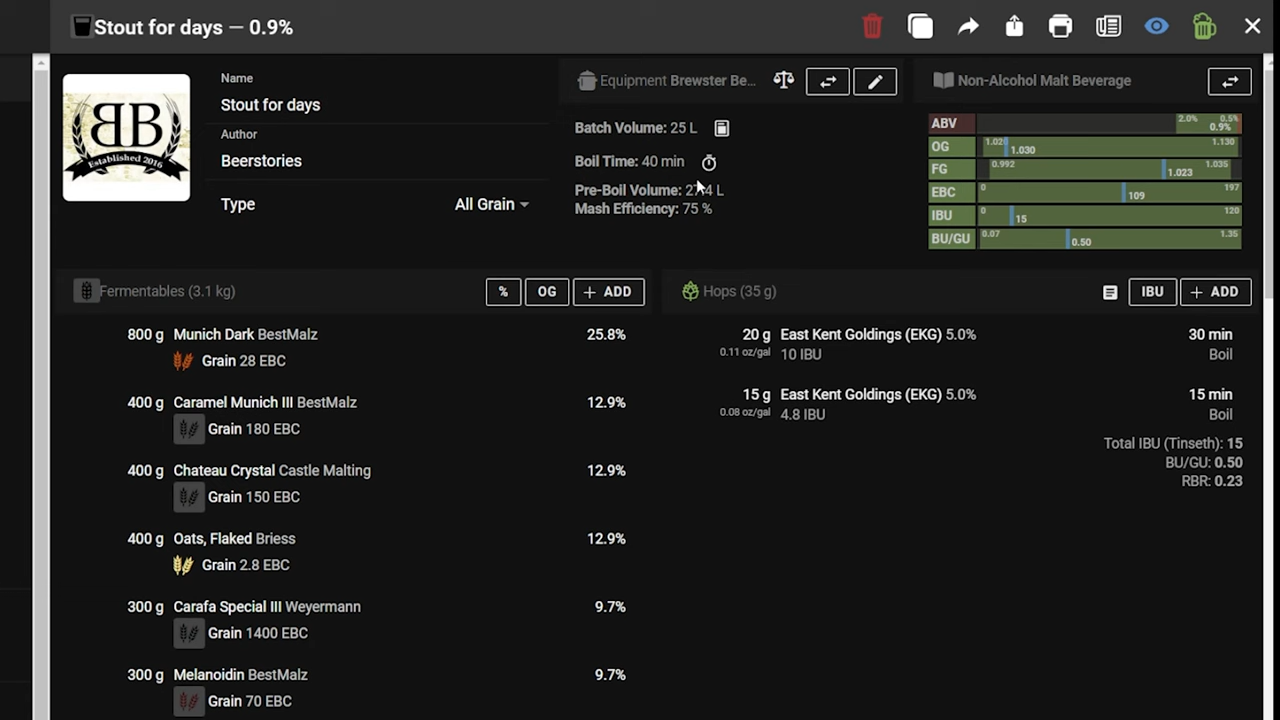 Stout for days — 0.9%
BB
Established 2016
Name
Stout for days
Author
Beerstories
Type
All Grain
Equipment Brewster Be...
Batch Volume: 25 L
Boil Time: 40 min
Pre-Boil Volume: L
Mash Efficiency: 75 %
Non-Alcohol Malt Beverage
ABV 2.0% 0.5% 0.9%
OG 1.030 1.130
FG 0.992 1.023 1.035
EBC 0 109 197
IBU 0 15 120
BU/GU 0.07 0.50 1.35
Fermentables (3.1 kg)
% OG + ADD
800 g Munich Dark BestMalz 25.8%
Grain 28 EBC
400 g Caramel Munich III BestMalz 12.9%
Grain 180 EBC
400 g Chateau Crystal Castle Malting 12.9%
Grain 150 EBC
400 g Oats, Flaked Briess 12.9%
Grain 2.8 EBC
300 g Carafa Special III Weyermann 9.7%
Grain 1400 EBC
300 g Melanoidin BestMalz 9.7%
Grain 70 EBC
Hops (35 g)
IBU + ADD
20 g East Kent Goldings (EKG) 5.0% 30 min
0.11 oz/gal 10 IBU Boil
15 g East Kent Goldings (EKG) 5.0% 15 min
0.08 oz/gal 4.8 IBU Boil
Total IBU (Tinseth): 15
BU/GU: 0.50
RBR: 0.23